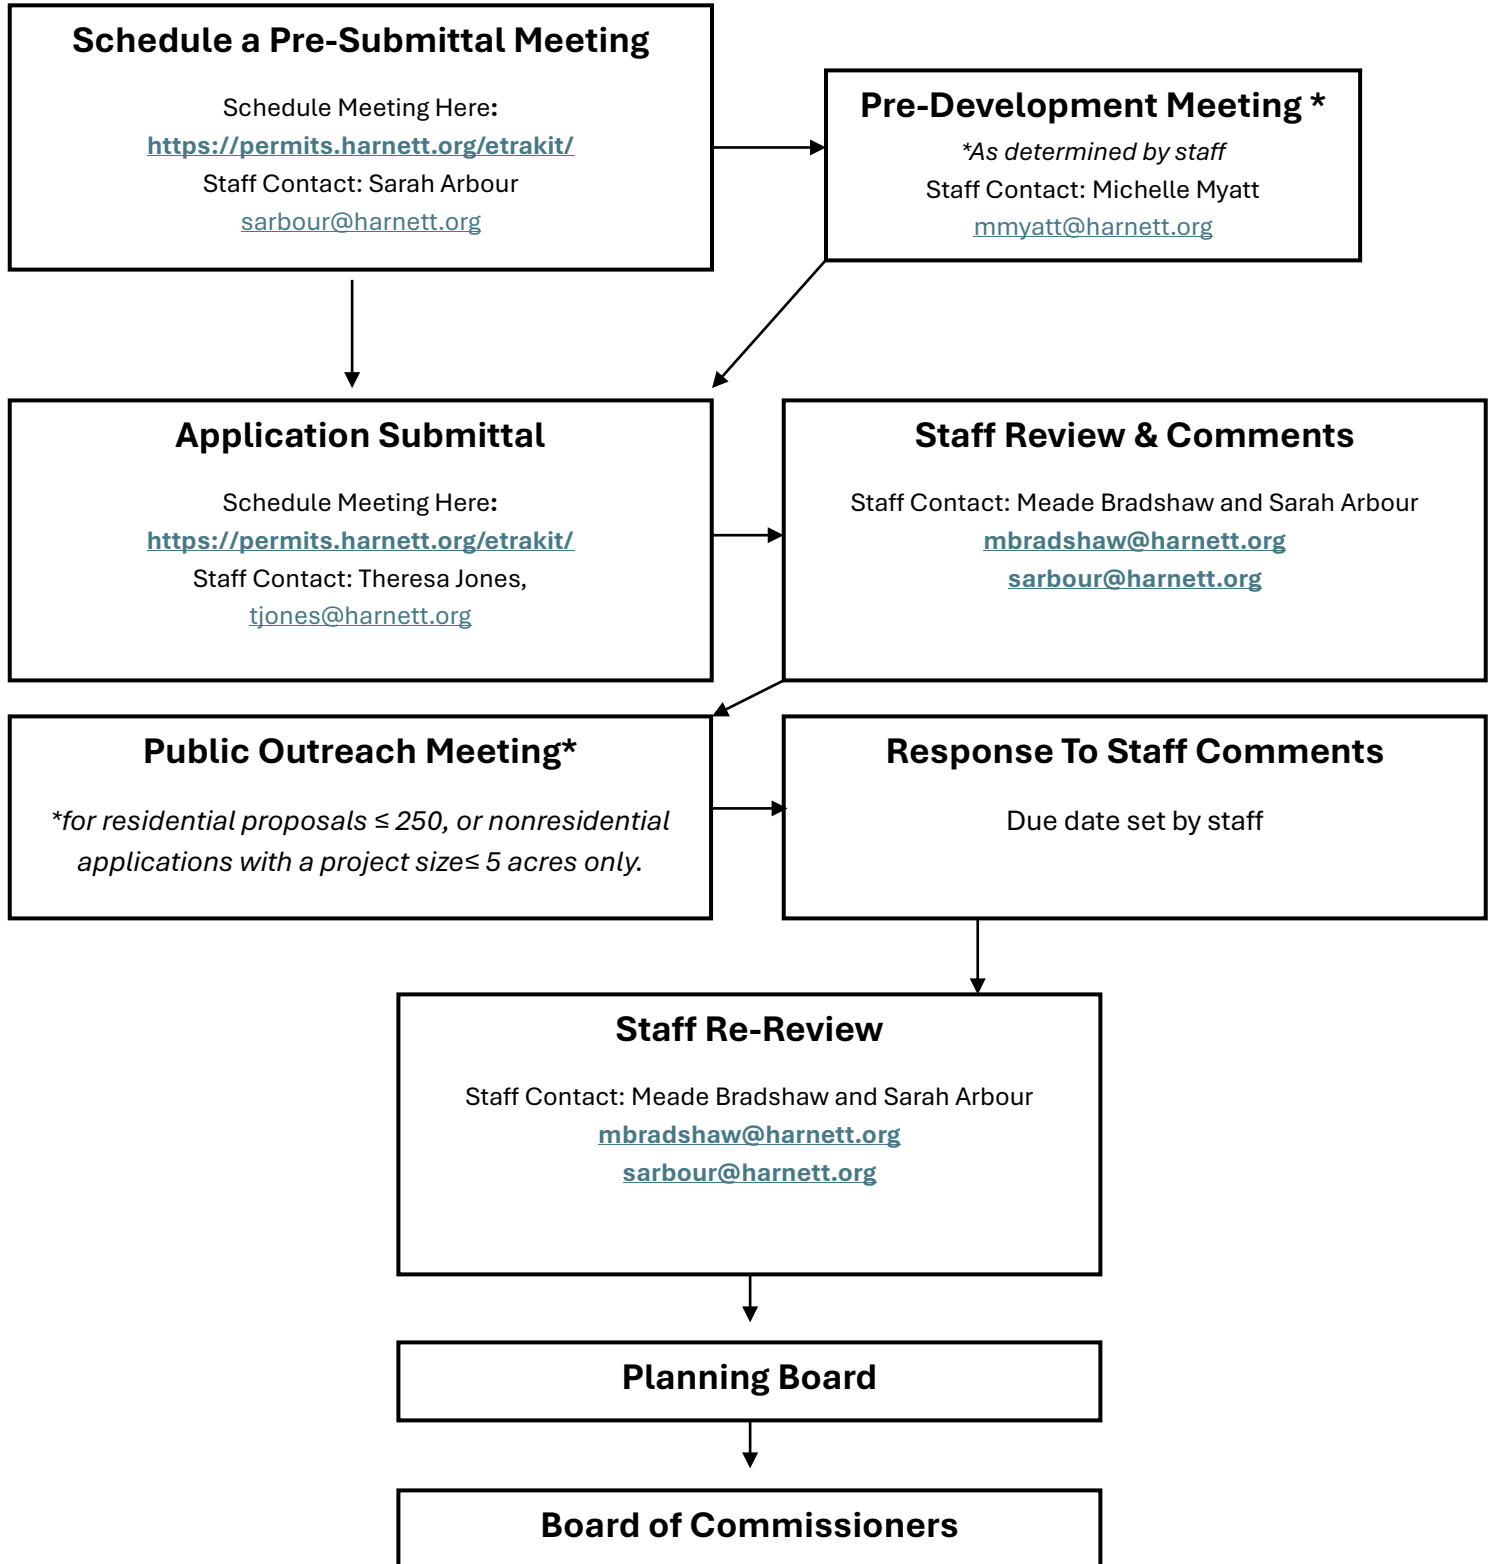 Schedule a Pre-Submittal Meeting
Schedule Meeting Here:
https://permits.harnett.org/etrakit/
Staff Contact: Sarah Arbour
sarbour@harnett.org
Pre-Development Meeting *
*As determined by staff
Staff Contact: Michelle Myatt
mmyatt@harnett.org
Application Submittal
Schedule Meeting Here:
https://permits.harnett.org/etrakit/
Staff Contact: Theresa Jones,
tjones@harnett.org
Staff Review & Comments
Staff Contact: Meade Bradshaw and Sarah Arbour
mbradshaw@harnett.org
sarbour@harnett.org
Public Outreach Meeting*
*for residential proposals ≤ 250, or nonresidential
applications with a project size≤ 5 acres only.
Response To Staff Comments
Due date set by staff
Staff Re-Review
Staff Contact: Meade Bradshaw and Sarah Arbour
mbradshaw@harnett.org
sarbour@harnett.org
Planning Board
Board of Commissioners